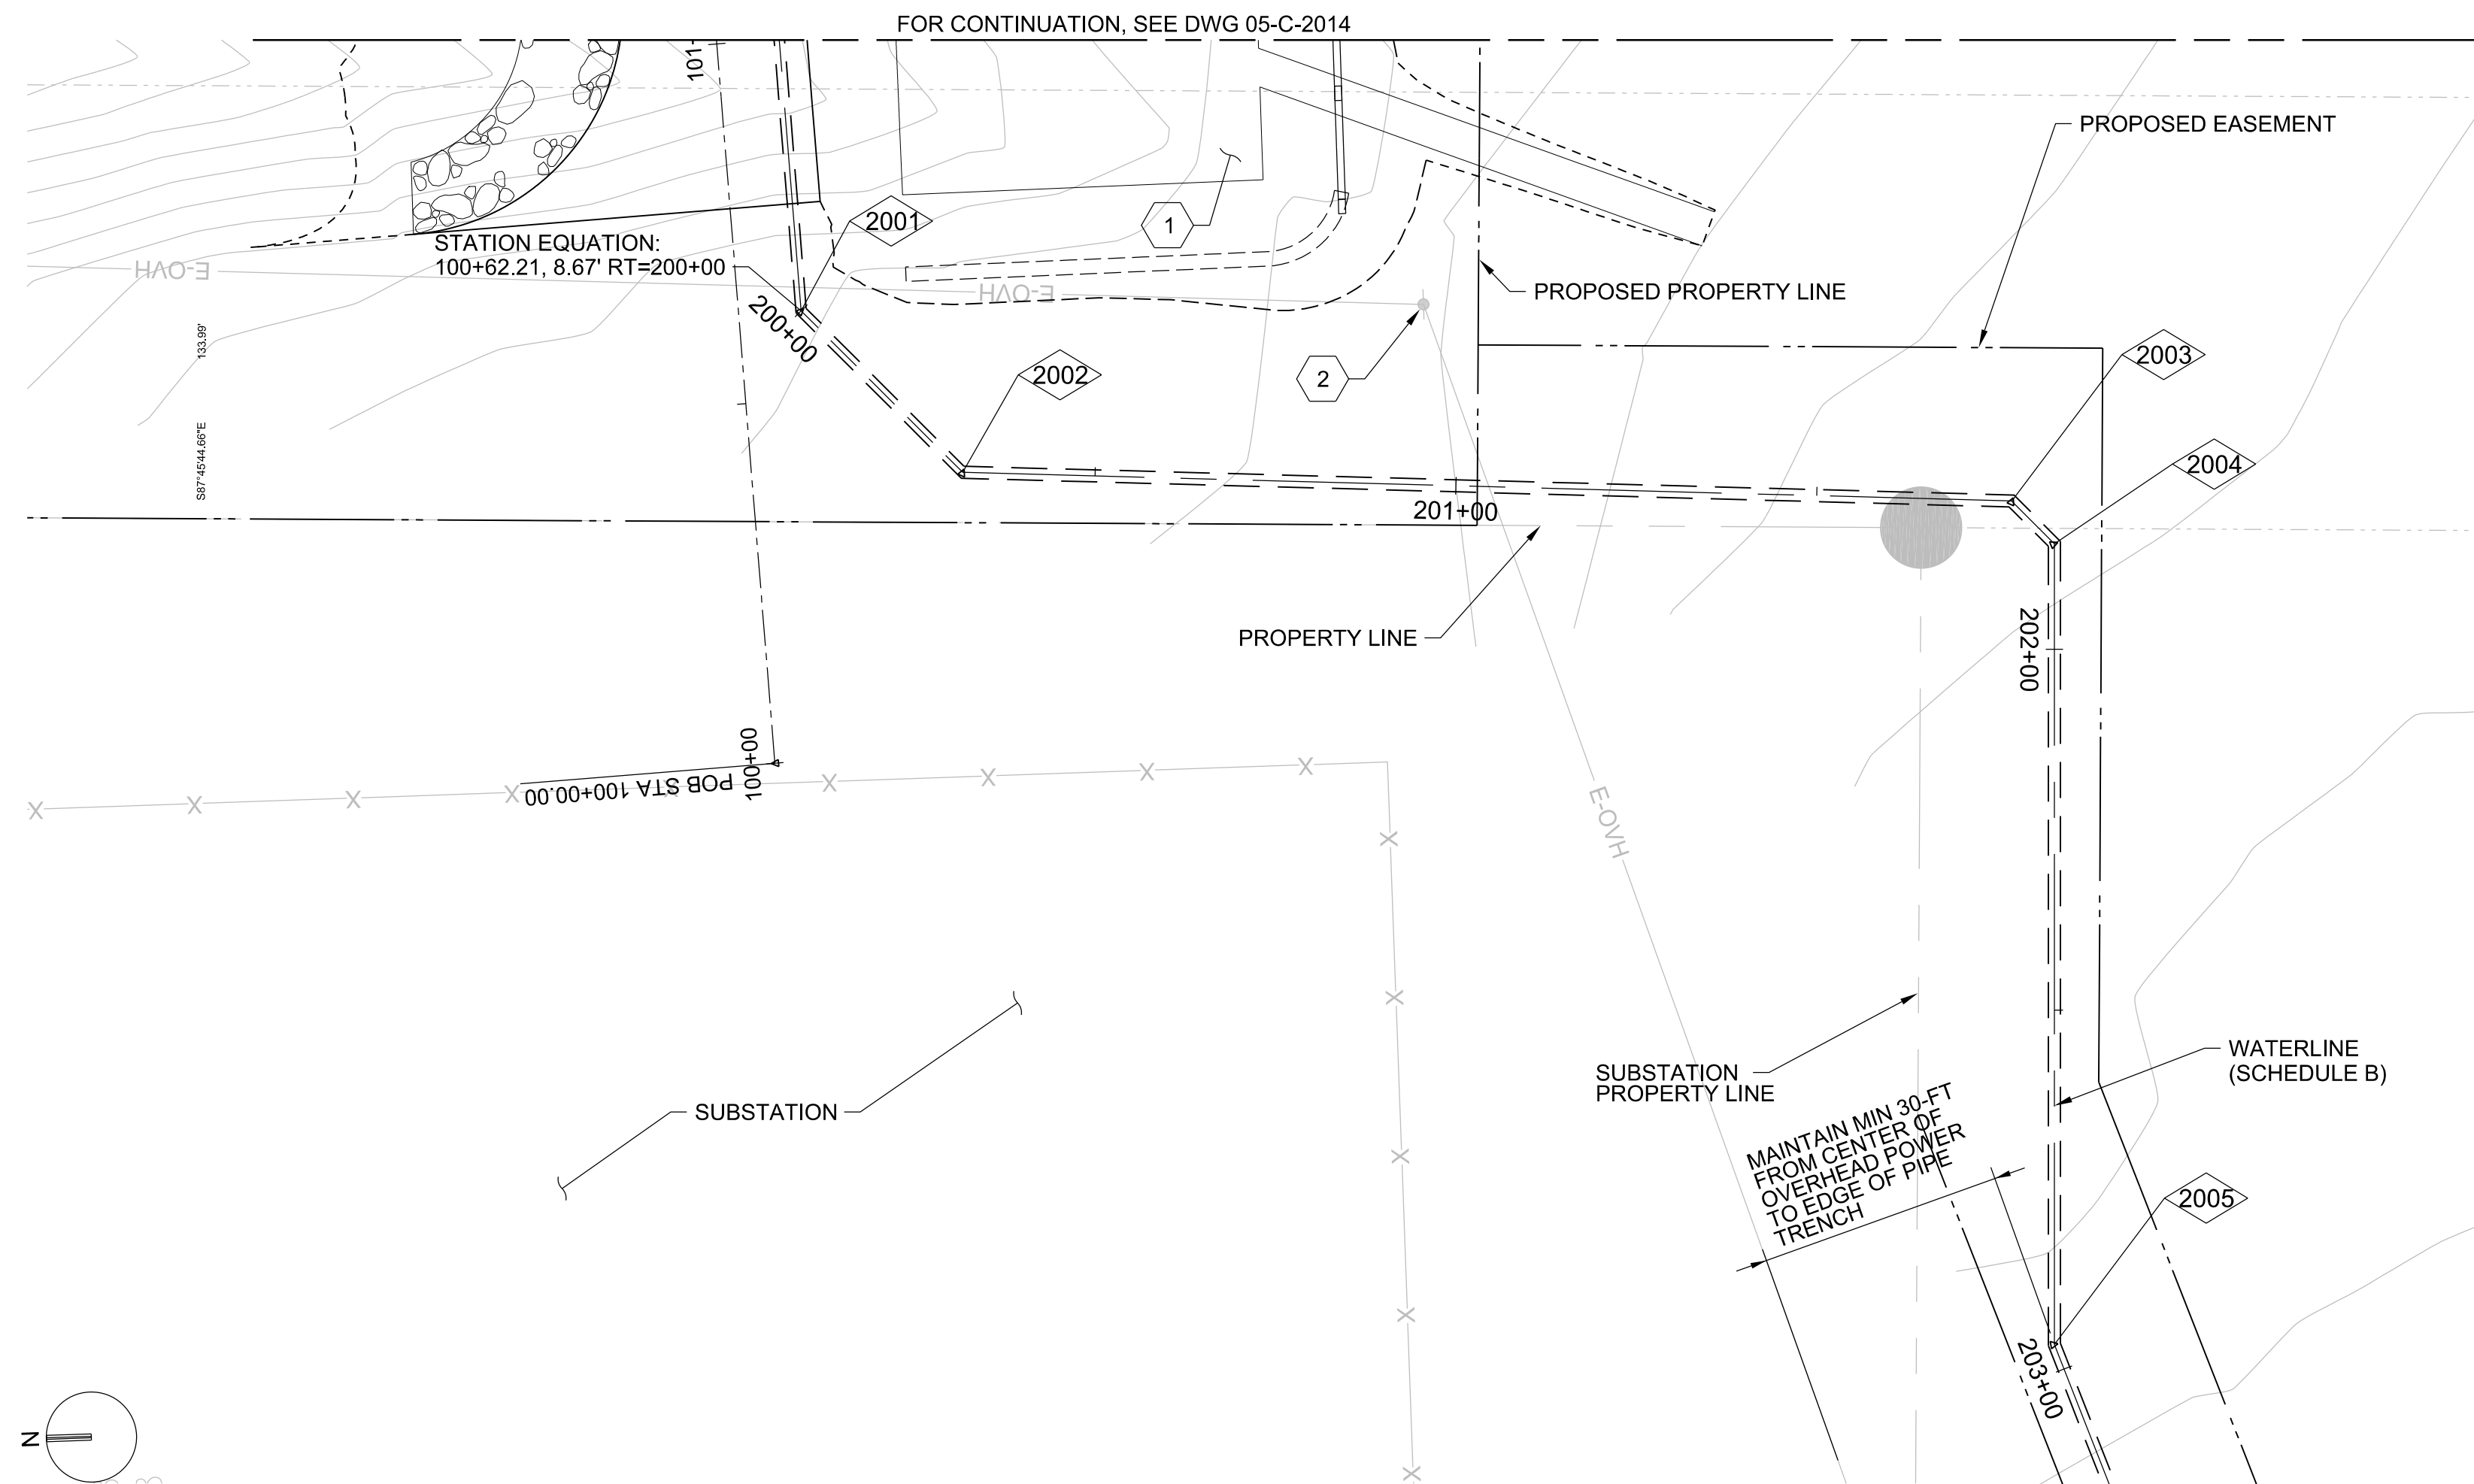 FOR CONTINUATION, SEE DWG 05-C-2014
101
PROPOSED EASEMENT
2001
1
STATION EQUATION:
100+62.21, 8.67' RT=200+00
E-OVH
E-OVH
PROPOSED PROPERTY LINE
200+00
133.99'
S87°45'44.66"E
2002
2
2003
2004
201+00
PROPERTY LINE
202+00
100+00
POB STA 100+00.00
X X X X X X X X X
X
X
X
X
X
E-OVH
SUBSTATION
SUBSTATION
PROPERTY LINE
WATERLINE
(SCHEDULE B)
MAINTAIN MIN 30-FT
FROM CENTER OF
OVERHEAD POWER
TO EDGE OF PIPE
TRENCH
2005
203+00
N